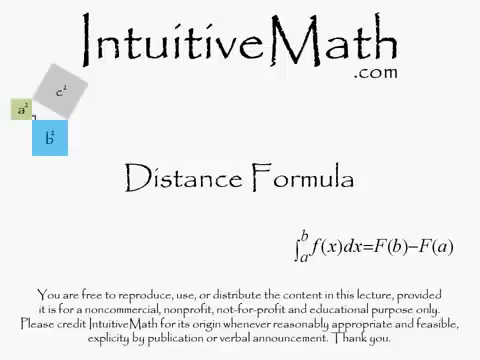 IntuitiveMath
.com
c²
a²
b²
Distance Formula
∫ₐᵇ f(x)dx=F(b)−F(a)
You are free to reproduce, use, or distribute the content in this lecture, provided
it is for a noncommercial, nonprofit, not-for-profit and educational purpose only.
Please credit IntuitiveMath for its origin whenever reasonably appropriate and feasible,
explicity by publication or verbal announcement. Thank you.